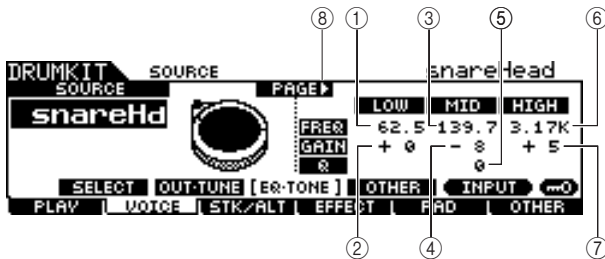 ⑧ ① ③ ⑤ ⑥
DRUMKIT SOURCE snareHead
SOURCE PAGE▶
snareHd LOW MID HIGH
FREQ 62.5 139.7 3.17K
GAIN + 0 - 8 + 5
Q 0
SELECT OUT-TUNE [EQ-TONE] OTHER INPUT
PLAY VOICE STK/ALT EFFECT PAD OTHER
② ④ ⑦